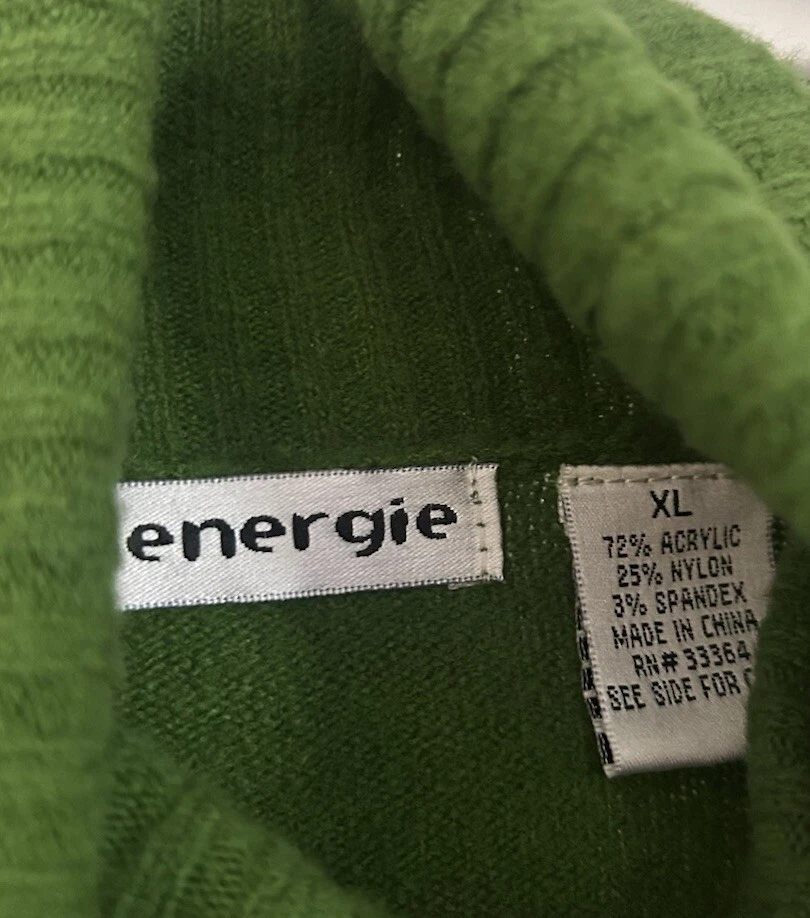 energie
XL
72% ACRYLIC
25% NYLON
3% SPANDEX
MADE IN CHINA
RN# 33364
SEE SIDE FOR